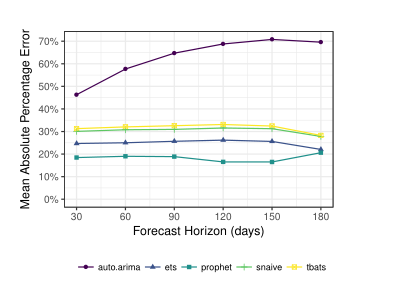 Mean Absolute Percentage Error
70%
60%
50%
40%
30%
20%
10%
0%
30 60 90 120 150 180
Forecast Horizon (days)
auto.arima ets prophet snaive tbats